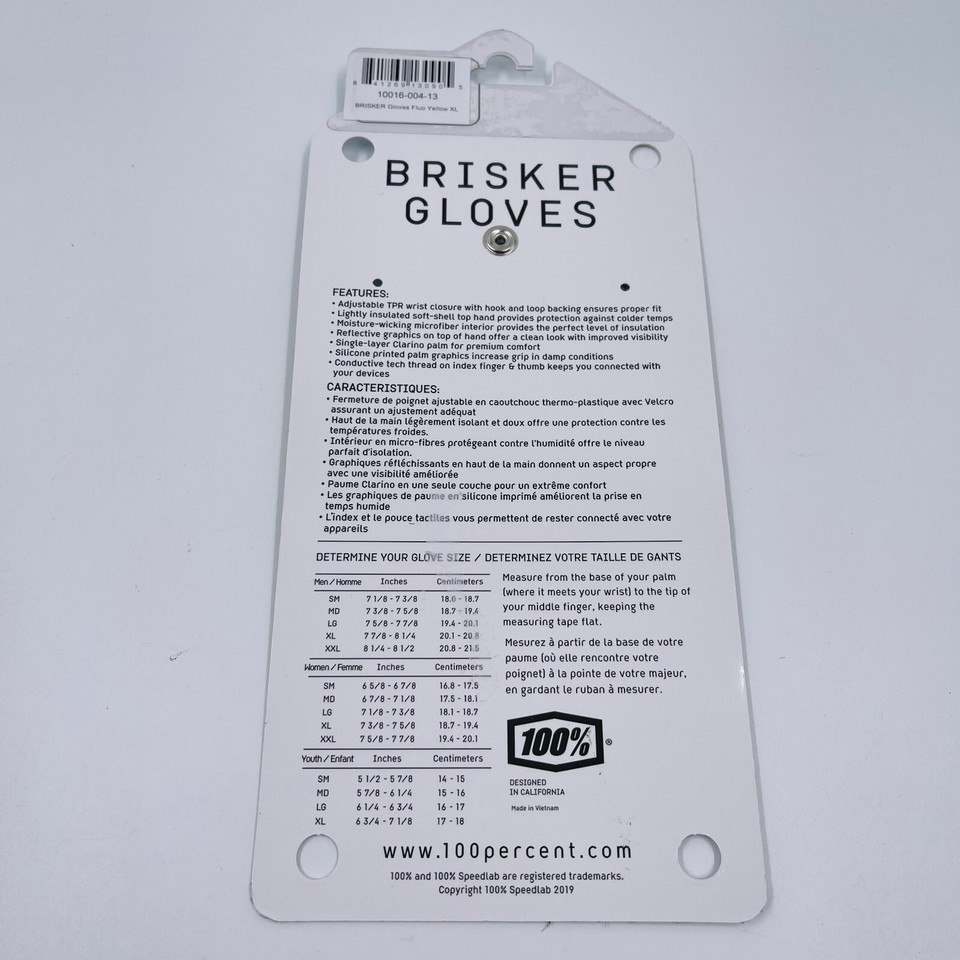 8 41269 13090 5
10016-004-13
BRISKER Gloves Fluo Yellow XL
BRISKER
GLOVES
FEATURES:
• Adjustable TPR wrist closure with hook and loop backing ensures proper fit
• Lightly insulated soft-shell top hand provides protection against colder temps
• Moisture-wicking microfiber interior provides the perfect level of insulation
• Reflective graphics on top of hand offer a clean look with improved visibility
• Single-layer Clarino palm for premium comfort
• Silicone printed palm graphics increase grip in damp conditions
• Conductive tech thread on index finger & thumb keeps you connected with
your devices
CARACTERISTIQUES:
• Fermeture de poignet ajustable en caoutchouc thermo-plastique avec Velcro
assurant un ajustement adéquat
• Haut de la main légèrement isolant et doux offre une protection contre les
températures froides.
• Intérieur en micro-fibres protégeant contre l'humidité offre le niveau
parfait d'isolation.
• Graphiques réfléchissants en haut de la main donnent un aspect propre
avec une visibilité améliorée
• Paume Clarino en une seule couche pour un extrême confort
• Les graphiques de paume en silicone imprimé améliorent la prise en
temps humide
• L'index et le pouce tactiles vous permettent de rester connecté avec votre
appareils
DETERMINE YOUR GLOVE SIZE / DETERMINEZ VOTRE TAILLE DE GANTS
Men / Homme Inches Centimeters
SM 7 1/8 - 7 3/8 18.0 - 18.7
MD 7 3/8 - 7 5/8 18.7 - 19.4
LG 7 5/8 - 7 7/8 19.4 - 20.1
XL 7 7/8 - 8 1/4 20.1 - 20.8
XXL 8 1/4 - 8 1/2 20.8 - 21.5
Women / Femme Inches Centimeters
SM 6 5/8 - 6 7/8 16.8 - 17.5
MD 6 7/8 - 7 1/8 17.5 - 18.1
LG 7 1/8 - 7 3/8 18.1 - 18.7
XL 7 3/8 - 7 5/8 18.7 - 19.4
XXL 7 5/8 - 7 7/8 19.4 - 20.1
Youth / Enfant Inches Centimeters
SM 5 1/2 - 5 7/8 14 - 15
MD 5 7/8 - 6 1/4 15 - 16
LG 6 1/4 - 6 3/4 16 - 17
XL 6 3/4 - 7 1/8 17 - 18
Measure from the base of your palm
(where it meets your wrist) to the tip of
your middle finger, keeping the
measuring tape flat.
Mesurez à partir de la base de votre
paume (où elle rencontre votre
poignet) à la pointe de votre majeur,
en gardant le ruban à mesurer.
100% ®
DESIGNED
IN CALIFORNIA
Made in Vietnam
www.100percent.com
100% and 100% Speedlab are registered trademarks.
Copyright 100% Speedlab 2019